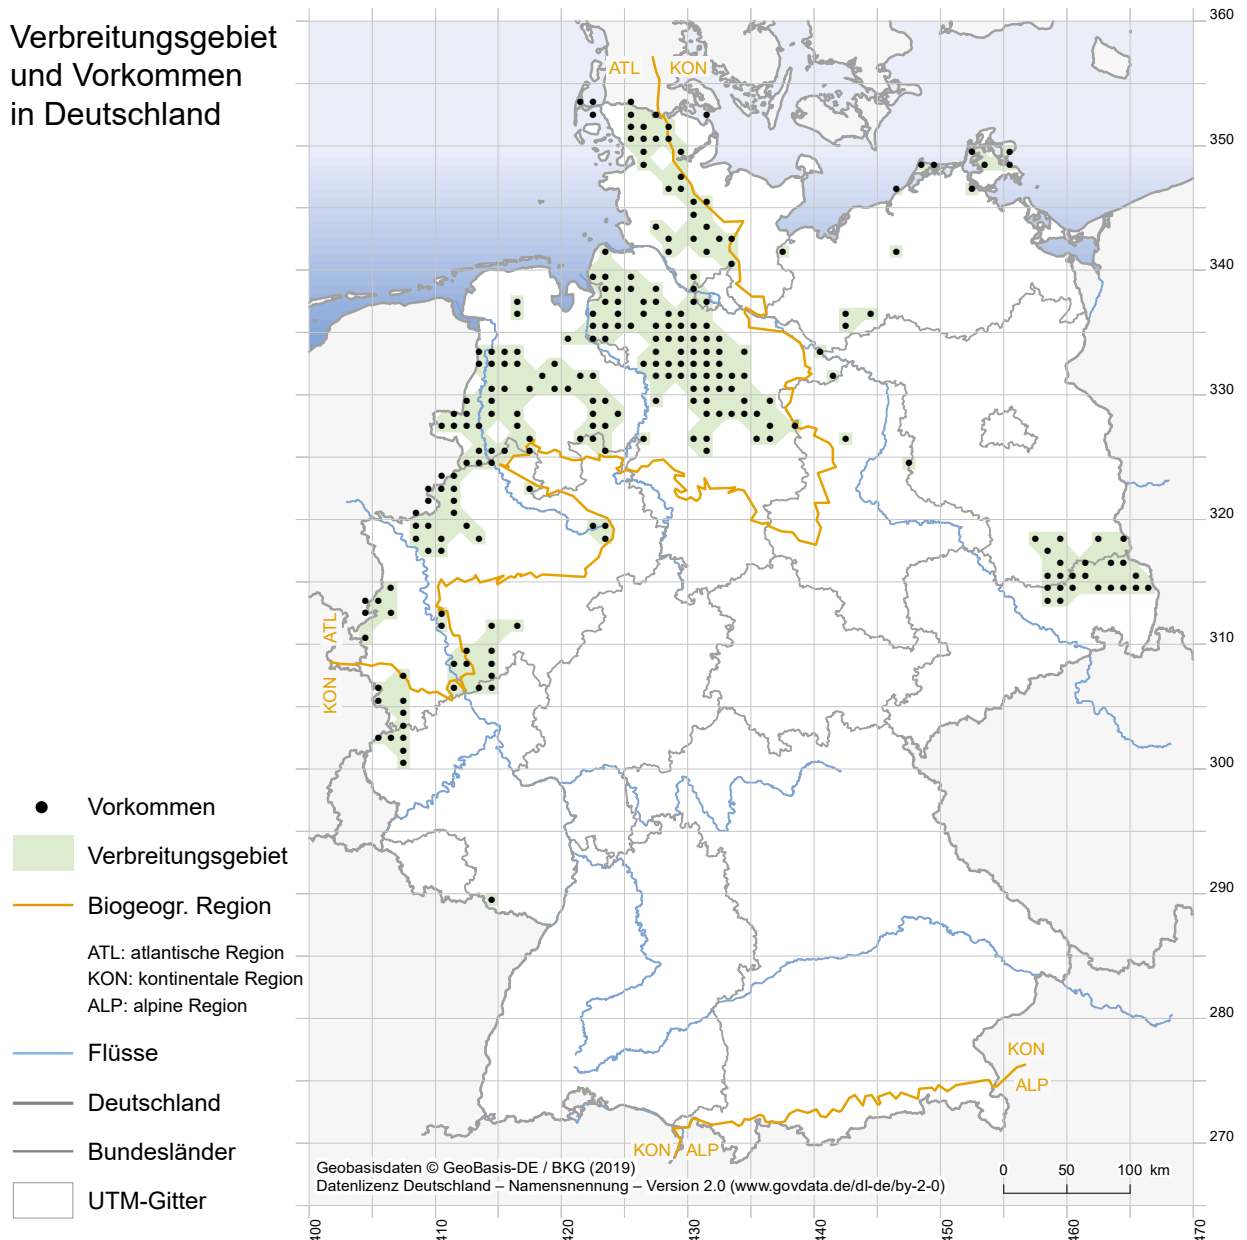 Verbreitungsgebiet
und Vorkommen
in Deutschland
ATL KON
360
350
340
330
320
310
300
290
280
270
ATL
KON
Vorkommen
Verbreitungsgebiet
Biogeogr. Region
ATL: atlantische Region
KON: kontinentale Region
ALP: alpine Region
Flüsse
Deutschland
Bundesländer
UTM-Gitter
KON
ALP
KON ALP
Geobasisdaten © GeoBasis-DE / BKG (2019)
Datenlizenz Deutschland – Namensnennung – Version 2.0 (www.govdata.de/dl-de/by-2-0)
0 50 100 km
400 410 420 430 440 450 460 470